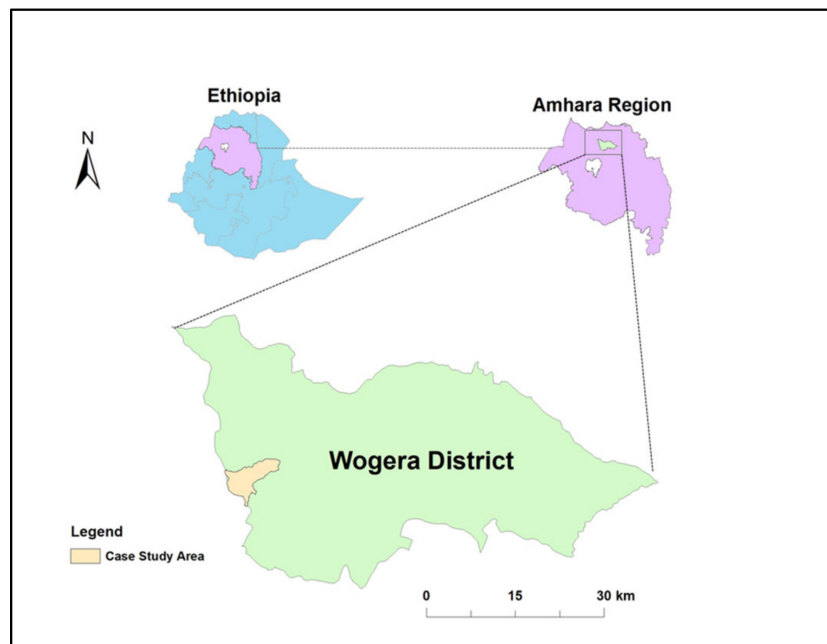 Ethiopia
Amhara Region
N
Wogera District
Legend
Case Study Area
0 15 30 km